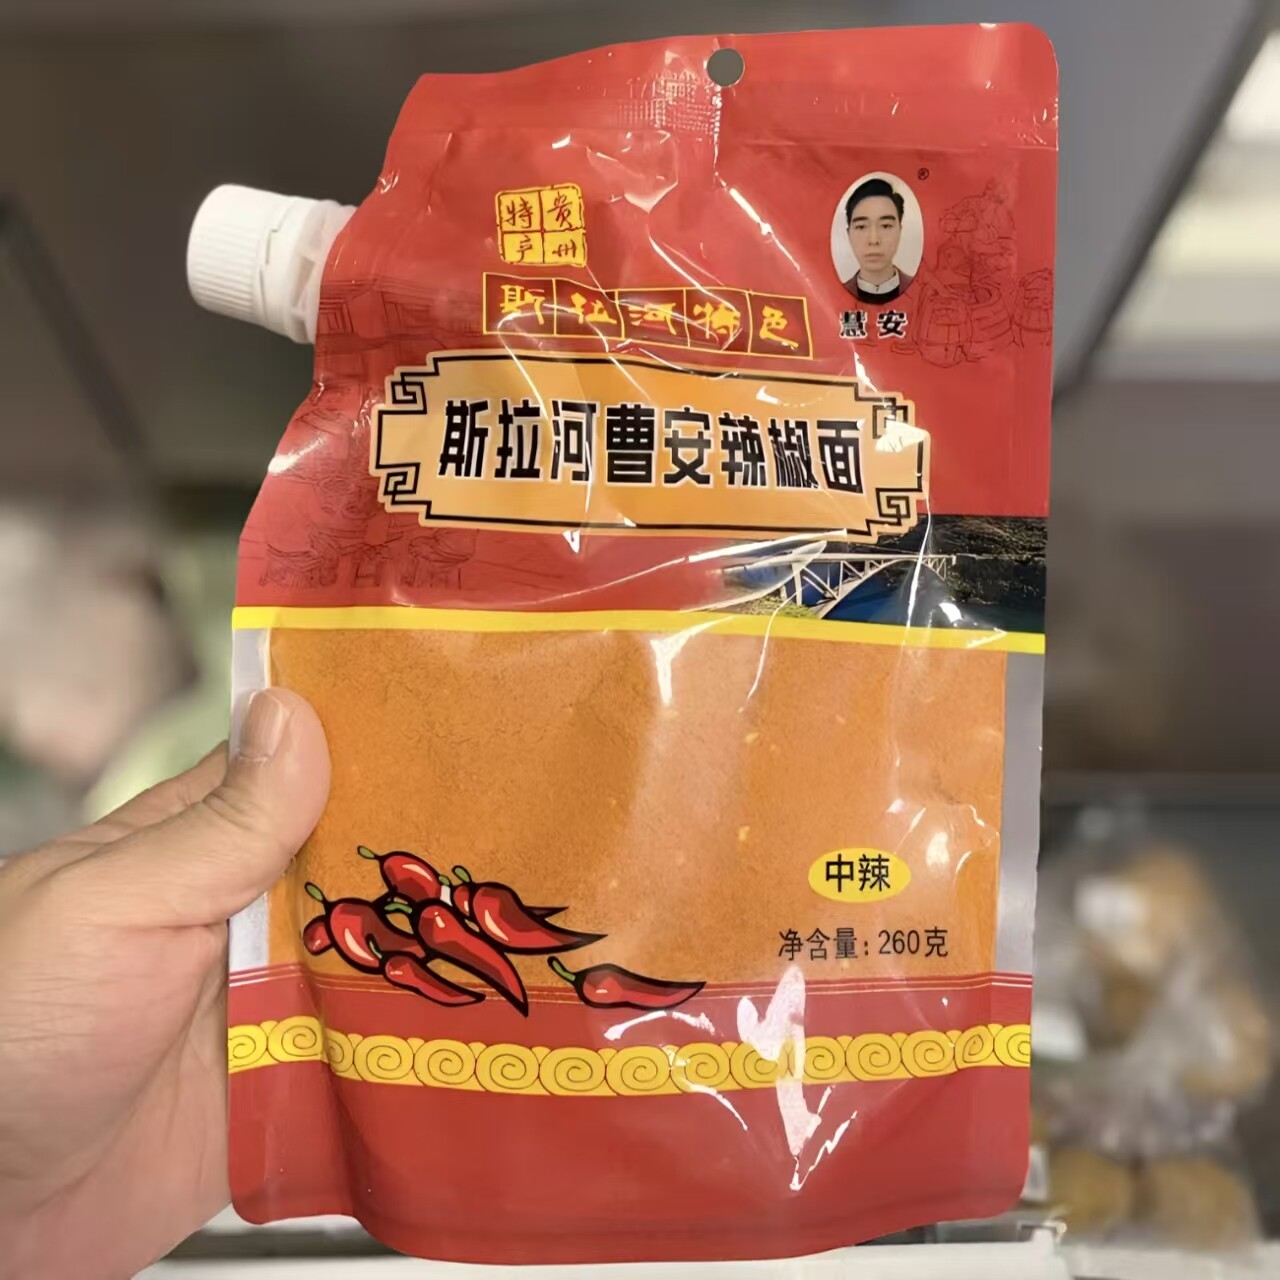 贵州
特产
®
慧安
斯拉河特色
斯拉河曹安辣椒面
中辣
净含量:260克